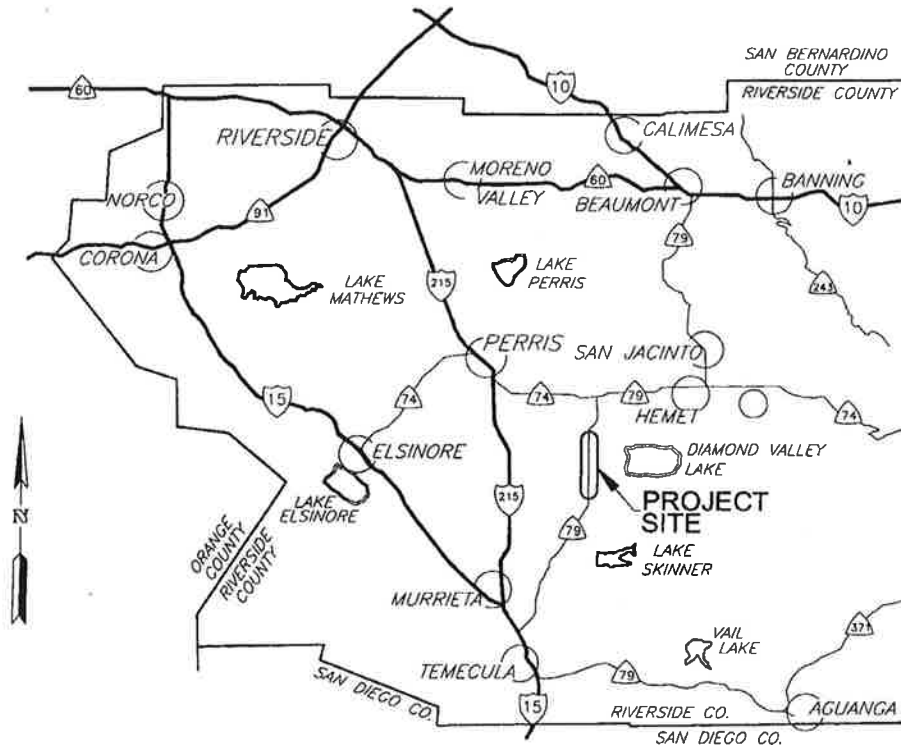 SAN BERNARDINO
COUNTY
RIVERSIDE COUNTY
60
10
RIVERSIDE
CALIMESA
MORENO
VALLEY
60
BEAUMONT
BANNING
10
NORCO
91
CORONA
79
243
LAKE
MATHEWS
215
LAKE
PERRIS
PERRIS
SAN JACINTO
15
74
74
79
HEMET
74
ELSINORE
DIAMOND VALLEY
LAKE
LAKE
ELSINORE
215
PROJECT
SITE
N
ORANGE COUNTY
RIVERSIDE
COUNTY
79
LAKE
SKINNER
MURRIETA
VAIL
LAKE
371
TEMECULA
79
SAN DIEGO CO.
15
AGUANGA
RIVERSIDE CO.
SAN DIEGO CO.